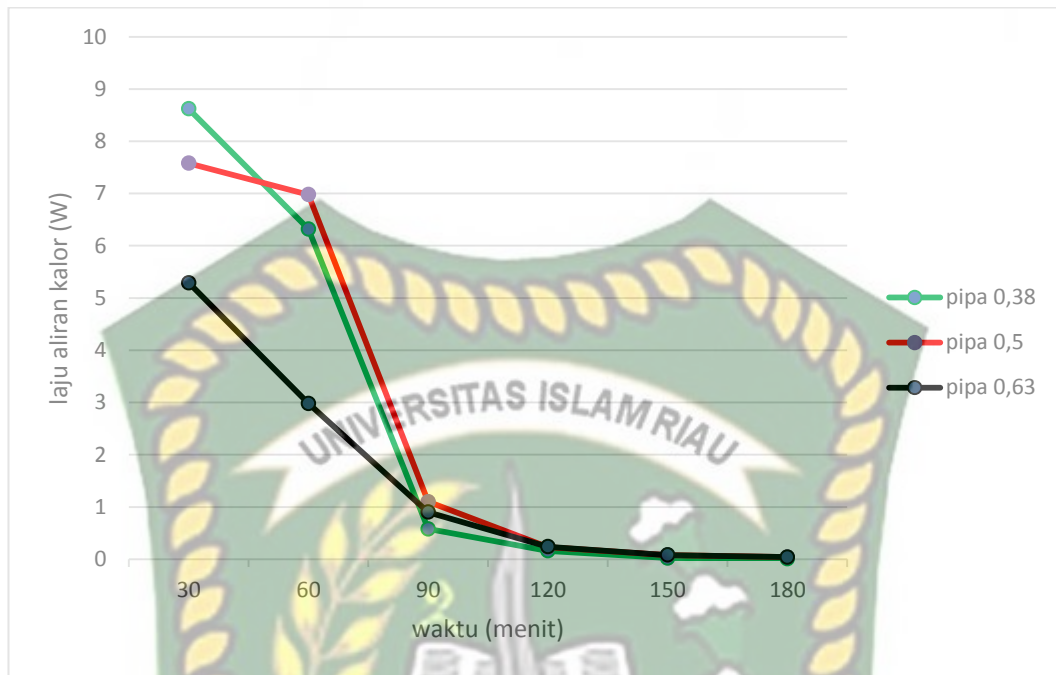 10
9
8
7
6
5
4
3
2
1
0
laju aliran kalor (W)
30 60 90 120 150 180
waktu (menit)
pipa 0,38
pipa 0,5
pipa 0,63
UNIVERSITAS ISLAM RIAU